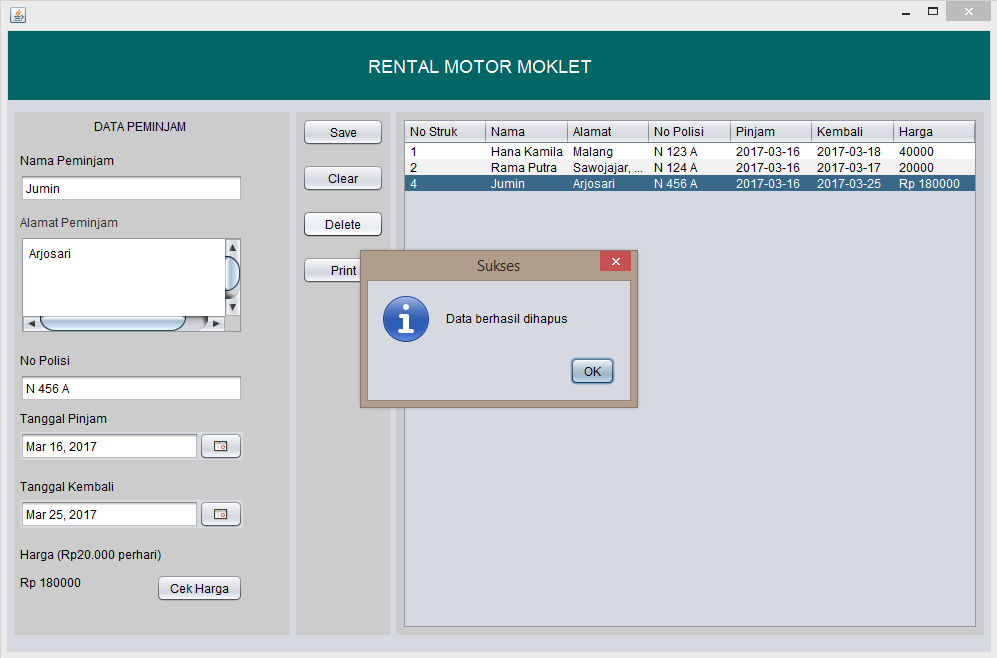 RENTAL MOTOR MOKLET
DATA PEMINJAM
Nama Peminjam
Jumin
Alamat Peminjam
Arjosari
No Polisi
N 456 A
Tanggal Pinjam
Mar 16, 2017
Tanggal Kembali
Mar 25, 2017
Harga (Rp20.000 perhari)
Rp 180000
Cek Harga
Save
Clear
Delete
Print
No Struk Nama Alamat No Polisi Pinjam Kembali Harga
1 Hana Kamila Malang N 123 A 2017-03-16 2017-03-18 40000
2 Rama Putra Sawojajar, ... N 124 A 2017-03-16 2017-03-17 20000
4 Jumin Arjosari N 456 A 2017-03-16 2017-03-25 Rp 180000
Sukses
Data berhasil dihapus
OK